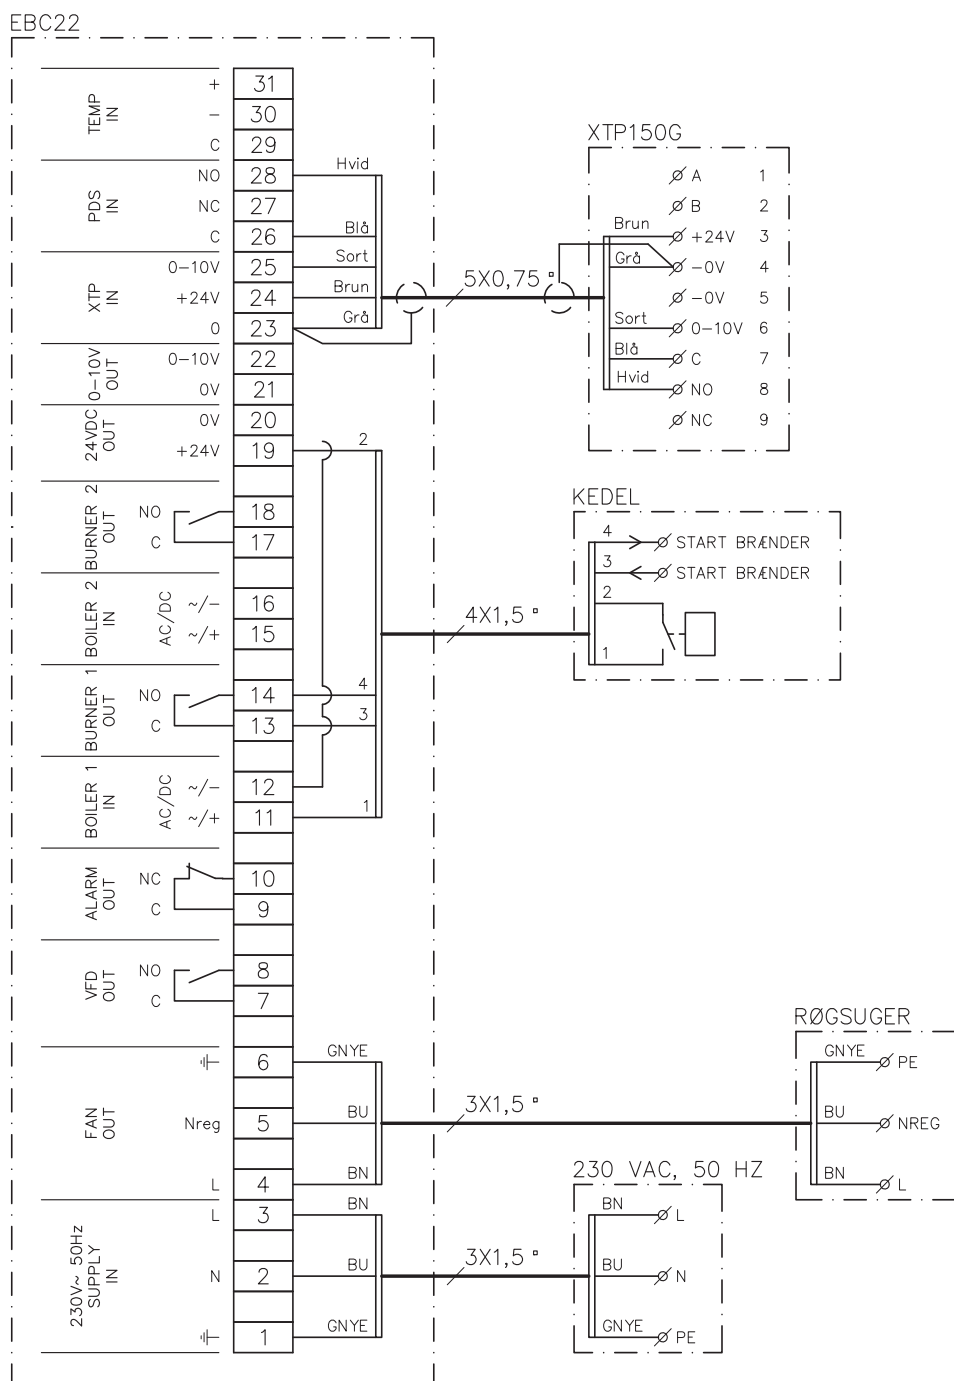 EBC22
TEMP
IN
+ 31
- 30
C 29
PDS
IN
NO 28 Hvid
NC 27
C 26 Blå
XTP
IN
0-10V 25 Sort
+24V 24 Brun
0 23 Grå
5X0,75 ▫
0-10V
OUT
0-10V 22
0V 21
24VDC
OUT
0V 20
+24V 19 2
BURNER 2
OUT
NO 18
C 17
BOILER 2
IN
AC/DC
~/- 16
~/+ 15
4X1,5 ▫
BURNER 1
OUT
NO 14 4
C 13 3
BOILER 1
IN
AC/DC
~/- 12
~/+ 11 1
ALARM
OUT
NC 10
C 9
VFD
OUT
NO 8
C 7
FAN
OUT
6 GNYE
Nreg 5 BU
L 4 BN
3X1,5 ▫
230V~ 50Hz
SUPPLY
IN
L 3 BN
N 2 BU
1 GNYE
3X1,5 ▫
XTP150G
A 1
B 2
Brun +24V 3
Grå -0V 4
-0V 5
Sort 0-10V 6
Blå C 7
Hvid NO 8
NC 9
KEDEL
4 START BRÆNDER
3 START BRÆNDER
2
1
RØGSUGER
GNYE PE
BU NREG
BN L
230 VAC, 50 HZ
BN L
BU N
GNYE PE